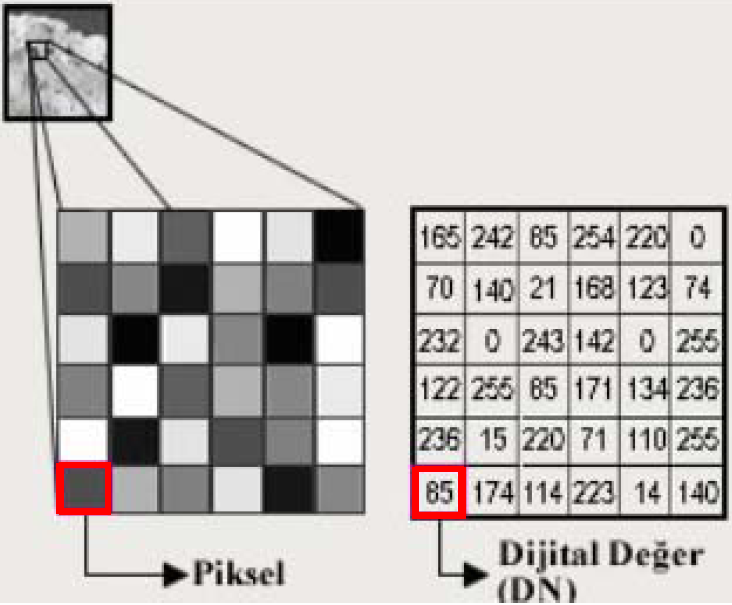 165 242 85 254 220 0
70 140 21 168 123 74
232 0 243 142 0 255
122 255 85 171 134 236
236 15 220 71 110 255
85 174 114 223 14 140
Piksel
Dijital Değer
(DN)